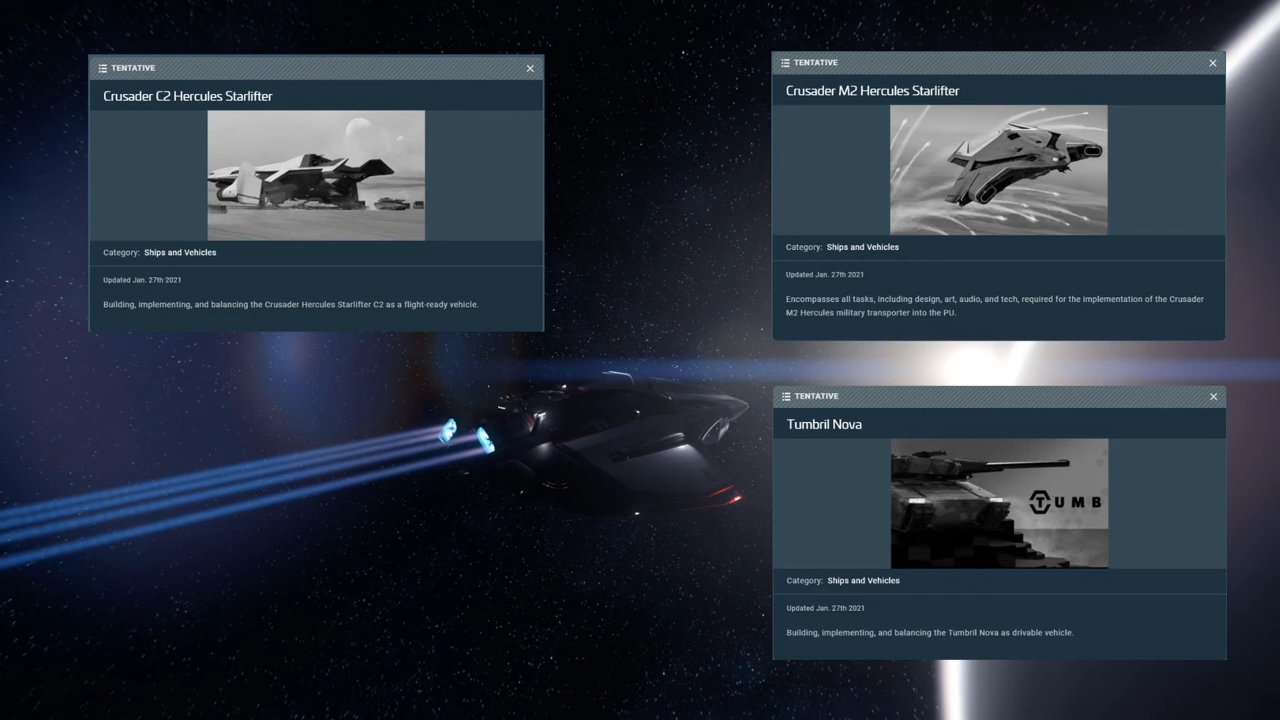 TENTATIVE
Crusader C2 Hercules Starlifter
Category: Ships and Vehicles
Updated Jan. 27th 2021
Building, implementing, and balancing the Crusader Hercules Starlifter C2 as a flight-ready vehicle.
TENTATIVE
Crusader M2 Hercules Starlifter
Category: Ships and Vehicles
Updated Jan. 27th 2021
Encompasses all tasks, including design, art, audio, and tech, required for the implementation of the Crusader
M2 Hercules military transporter into the PU.
TENTATIVE
Tumbril Nova
TUMB
Category: Ships and Vehicles
Updated Jan. 27th 2021
Building, implementing, and balancing the Tumbril Nova as drivable vehicle.